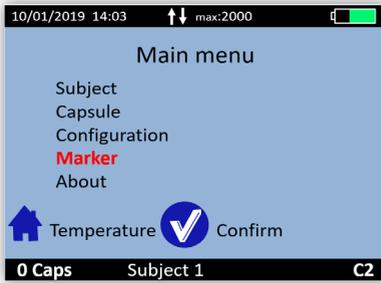 10/01/2019 14:03 max:2000
Main menu
Subject
Capsule
Configuration
Marker
About
Temperature Confirm
0 Caps Subject 1 C2